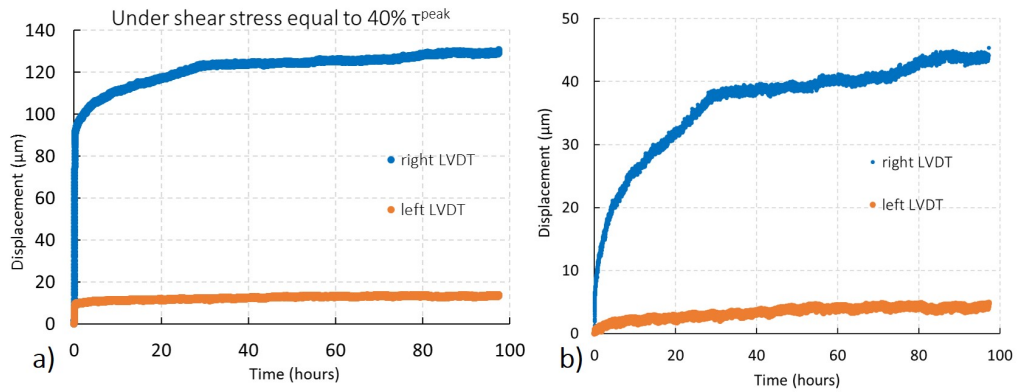 Under shear stress equal to 40% τpeak
140
120
100
80
60
40
20
0
Displacement (μm)
right LVDT
left LVDT
0 20 40 60 80 100
Time (hours)
a)
50
40
30
20
10
0
Displacement (μm)
right LVDT
left LVDT
0 20 40 60 80 100
Time (hours)
b)